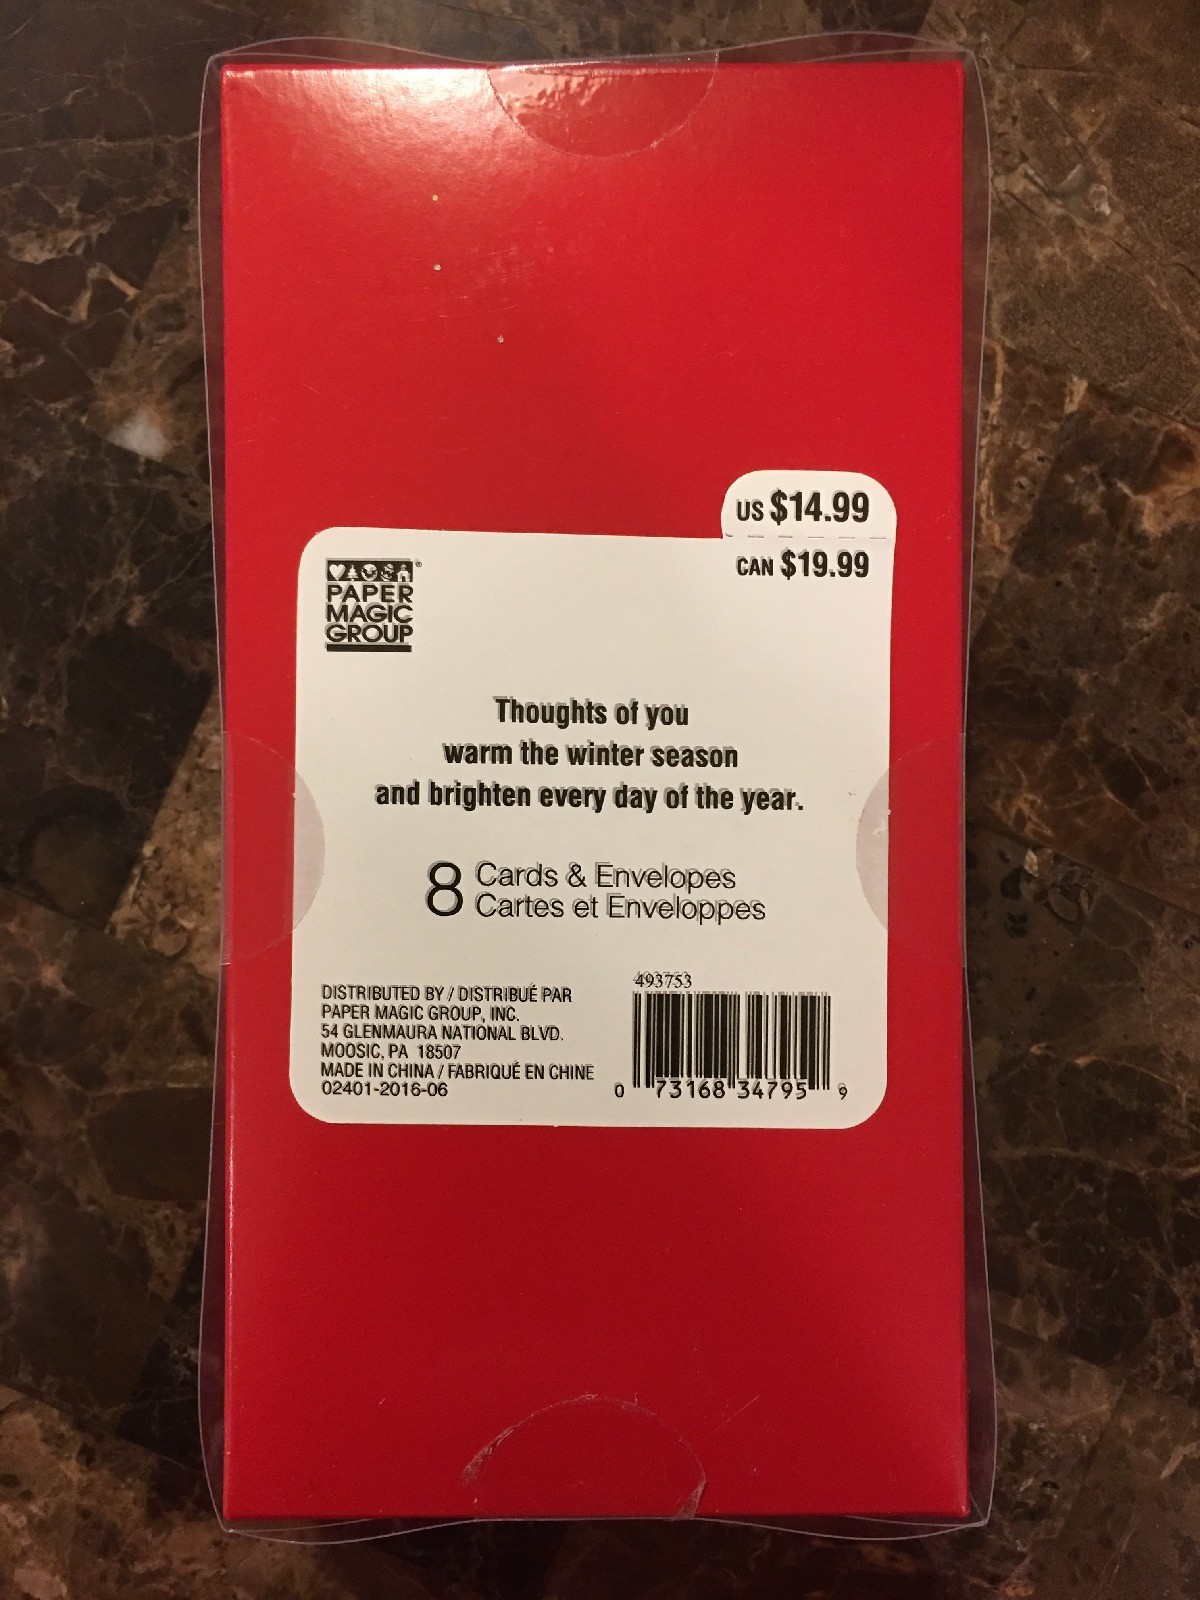 US $14.99
CAN $19.99
PAPER
MAGIC
GROUP
®
Thoughts of you
warm the winter season
and brighten every day of the year.
8 Cards & Envelopes
Cartes et Enveloppes
DISTRIBUTED BY / DISTRIBUÉ PAR
PAPER MAGIC GROUP, INC.
54 GLENMAURA NATIONAL BLVD.
MOOSIC, PA 18507
MADE IN CHINA / FABRIQUÉ EN CHINE
02401-2016-06
493753
0 73168 34795 9